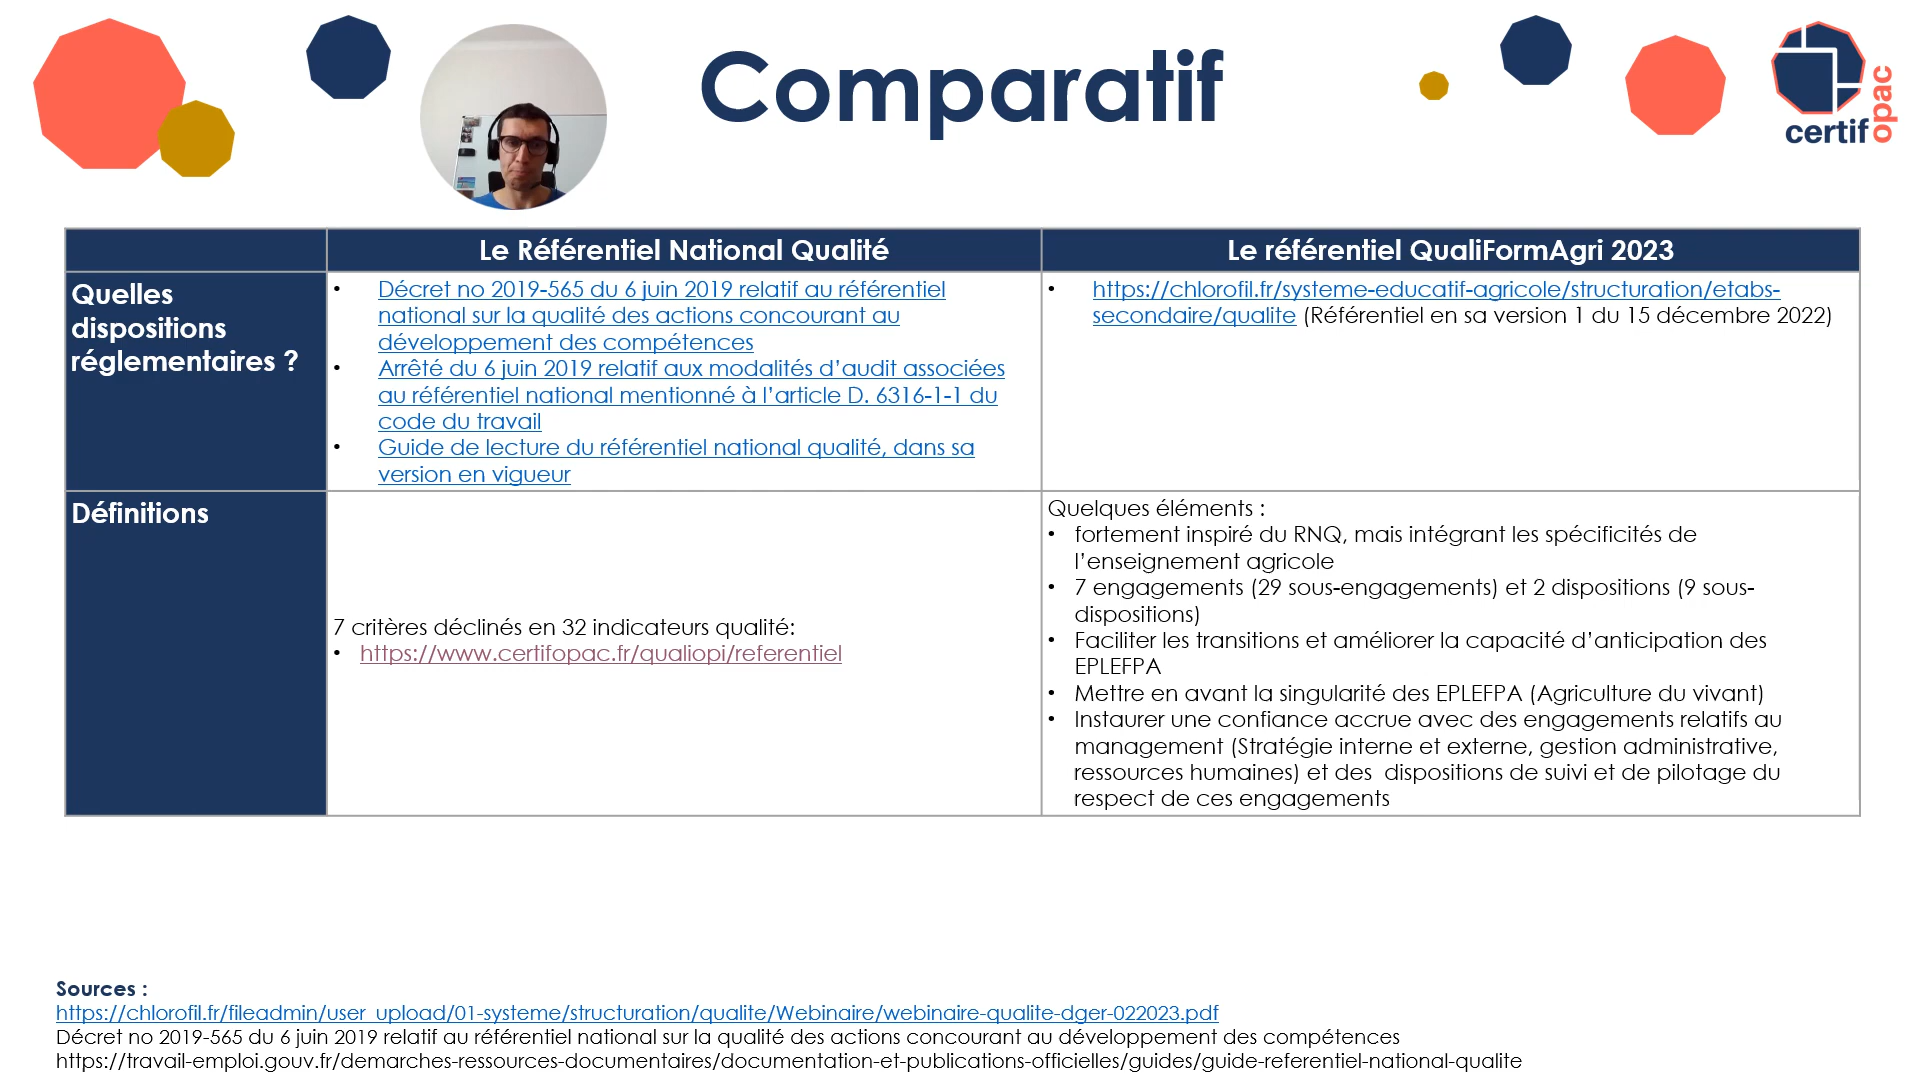 Comparatif
certif
opac
Le Référentiel National Qualité
Le référentiel QualiFormAgri 2023
Quelles
dispositions
réglementaires ?
• Décret no 2019-565 du 6 juin 2019 relatif au référentiel
national sur la qualité des actions concourant au
développement des compétences
• Arrêté du 6 juin 2019 relatif aux modalités d’audit associées
au référentiel national mentionné à l’article D. 6316-1-1 du
code du travail
• Guide de lecture du référentiel national qualité, dans sa
version en vigueur
• https://chlorofil.fr/systeme-educatif-agricole/structuration/etabs-
secondaire/qualite (Référentiel en sa version 1 du 15 décembre 2022)
Définitions
7 critères déclinés en 32 indicateurs qualité:
• https://www.certifopac.fr/qualiopi/referentiel
Quelques éléments :
• fortement inspiré du RNQ, mais intégrant les spécificités de
l’enseignement agricole
• 7 engagements (29 sous-engagements) et 2 dispositions (9 sous-
dispositions)
• Faciliter les transitions et améliorer la capacité d’anticipation des
EPLEFPA
• Mettre en avant la singularité des EPLEFPA (Agriculture du vivant)
• Instaurer une confiance accrue avec des engagements relatifs au
management (Stratégie interne et externe, gestion administrative,
ressources humaines) et des dispositions de suivi et de pilotage du
respect de ces engagements
Sources :
https://chlorofil.fr/fileadmin/user_upload/01-systeme/structuration/qualite/Webinaire/webinaire-qualite-dger-022023.pdf
Décret no 2019-565 du 6 juin 2019 relatif au référentiel national sur la qualité des actions concourant au développement des compétences
https://travail-emploi.gouv.fr/demarches-ressources-documentaires/documentation-et-publications-officielles/guides/guide-referentiel-national-qualite